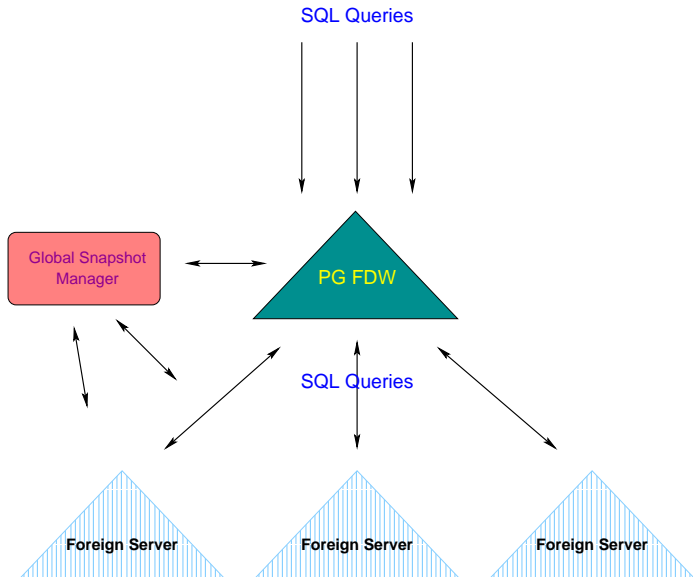 SQL Queries
Global Snapshot
Manager
PG FDW
SQL Queries
Foreign Server
Foreign Server
Foreign Server